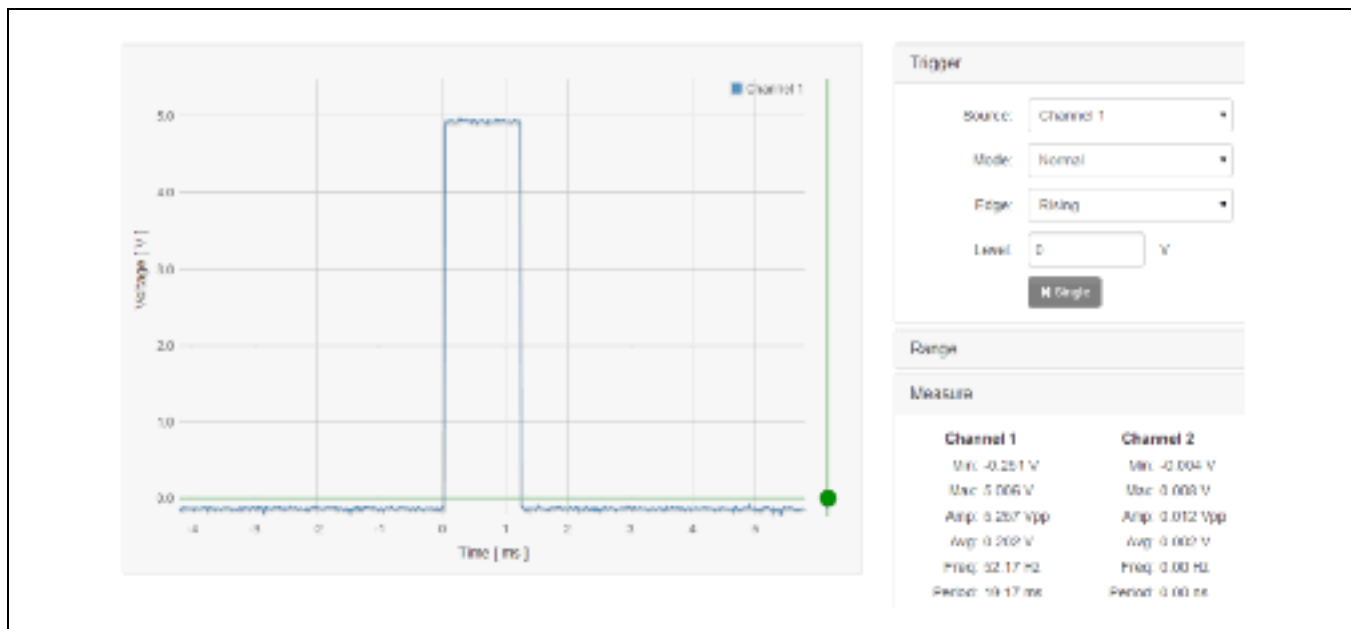 Channel 1
5.0
4.0
3.0
2.0
1.0
0.0
Voltage [ V ]
-4 -3 -2 -1 0 1 2 3 4 5
Time [ ms ]
Trigger
Source: Channel 1
Mode: Normal
Edge: Rising
Level: 0 V
Single
Range
Measure
Channel 1 Channel 2
Min: -0.251 V Min: -0.004 V
Max: 5.006 V Max: 0.008 V
Amp: 5.257 Vpp Amp: 0.012 Vpp
Avg: 0.202 V Avg: 0.002 V
Freq: 52.17 Hz Freq: 0.00 Hz
Period: 19.17 ms Period: 0.00 ns